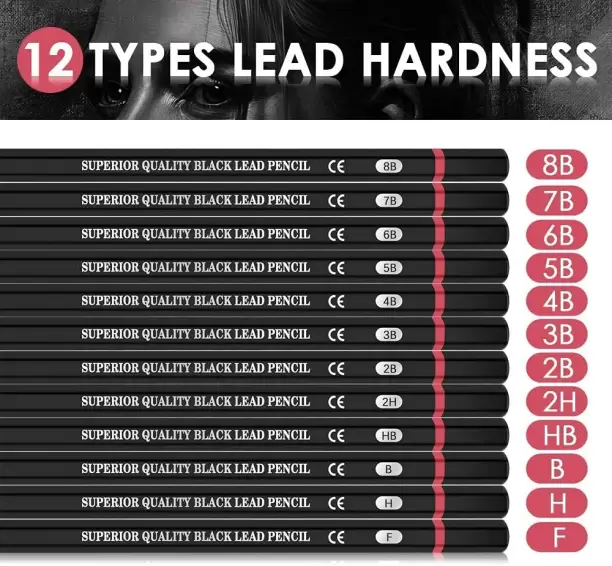 12 TYPES LEAD HARDNESS
SUPERIOR QUALITY BLACK LEAD PENCIL CE 8B 8B
SUPERIOR QUALITY BLACK LEAD PENCIL CE 7B 7B
SUPERIOR QUALITY BLACK LEAD PENCIL CE 6B 6B
SUPERIOR QUALITY BLACK LEAD PENCIL CE 5B 5B
SUPERIOR QUALITY BLACK LEAD PENCIL CE 4B 4B
SUPERIOR QUALITY BLACK LEAD PENCIL CE 3B 3B
SUPERIOR QUALITY BLACK LEAD PENCIL CE 2B 2B
SUPERIOR QUALITY BLACK LEAD PENCIL CE 2H 2H
SUPERIOR QUALITY BLACK LEAD PENCIL CE HB HB
SUPERIOR QUALITY BLACK LEAD PENCIL CE B B
SUPERIOR QUALITY BLACK LEAD PENCIL CE H H
SUPERIOR QUALITY BLACK LEAD PENCIL CE F F